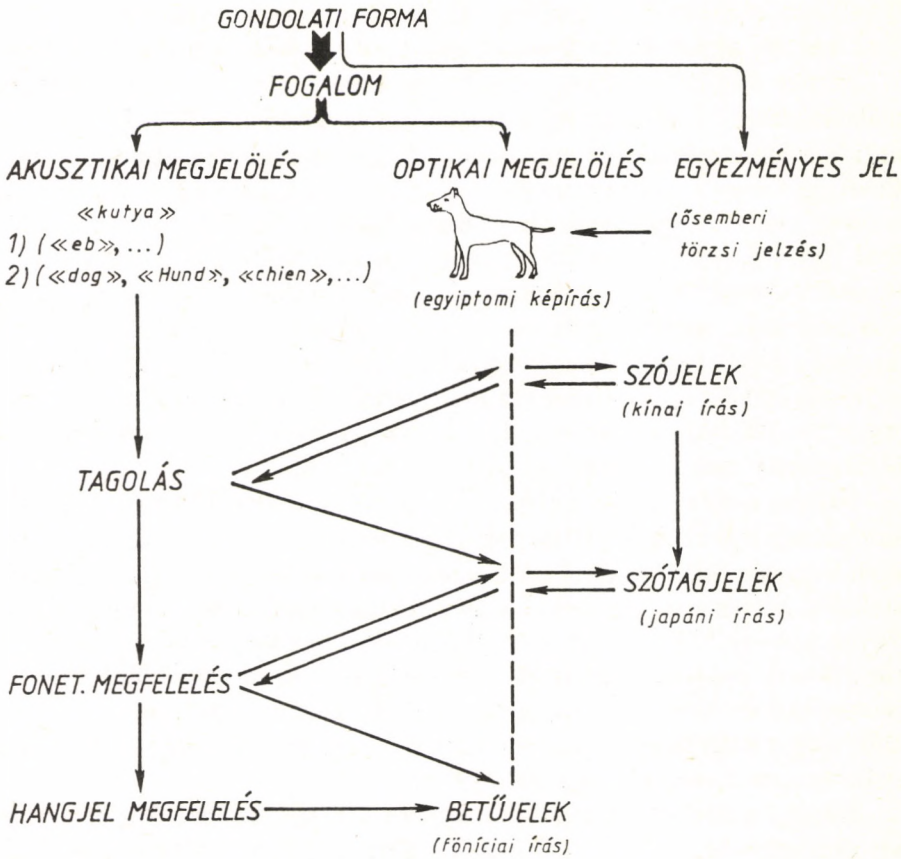 GONDOLATI FORMA
FOGALOM
AKUSZTIKAI MEGJELÖLÉS
OPTIKAI MEGJELÖLÉS
EGYEZMÉNYES JEL
«kutya»
1) («eb», ...)
2) («dog», «Hund», «chien», ...)
(ősemberi
törzsi jelzés)
(egyiptomi képírás)
SZÓJELEK
(kínai írás)
TAGOLÁS
SZÓTAGJELEK
(japáni írás)
FONET. MEGFELELÉS
HANGJEL MEGFELELÉS
BETŰJELEK
(föníciai írás)